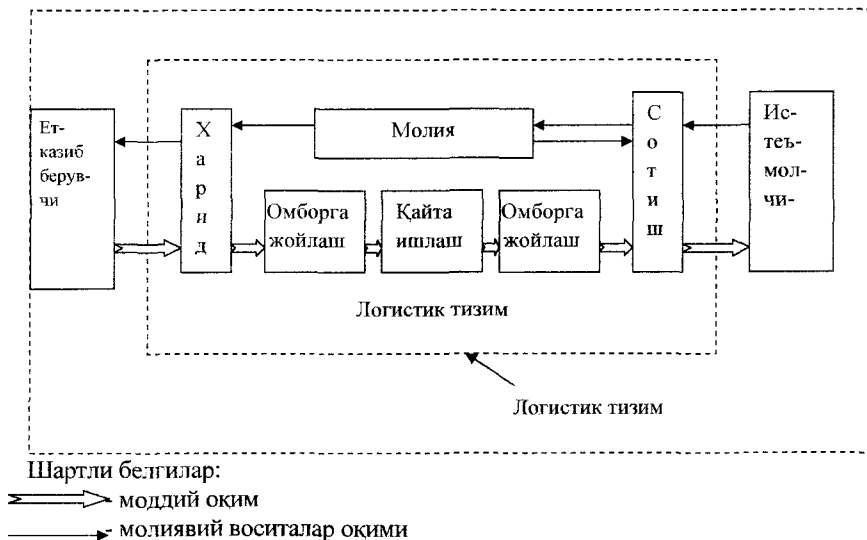 Ет-
казиб
берув-
чи
Х
а
р
и
д
Молия
С
о
т
и
ш
Ис-
теъ-
мол-
чи-
Омборга
жойлаш
Қайта
ишлаш
Омборга
жойлаш
Логистик тизим
Логистик тизим
Шартли белгилар:
- моддий оқим
- молиявий воситалар оқими